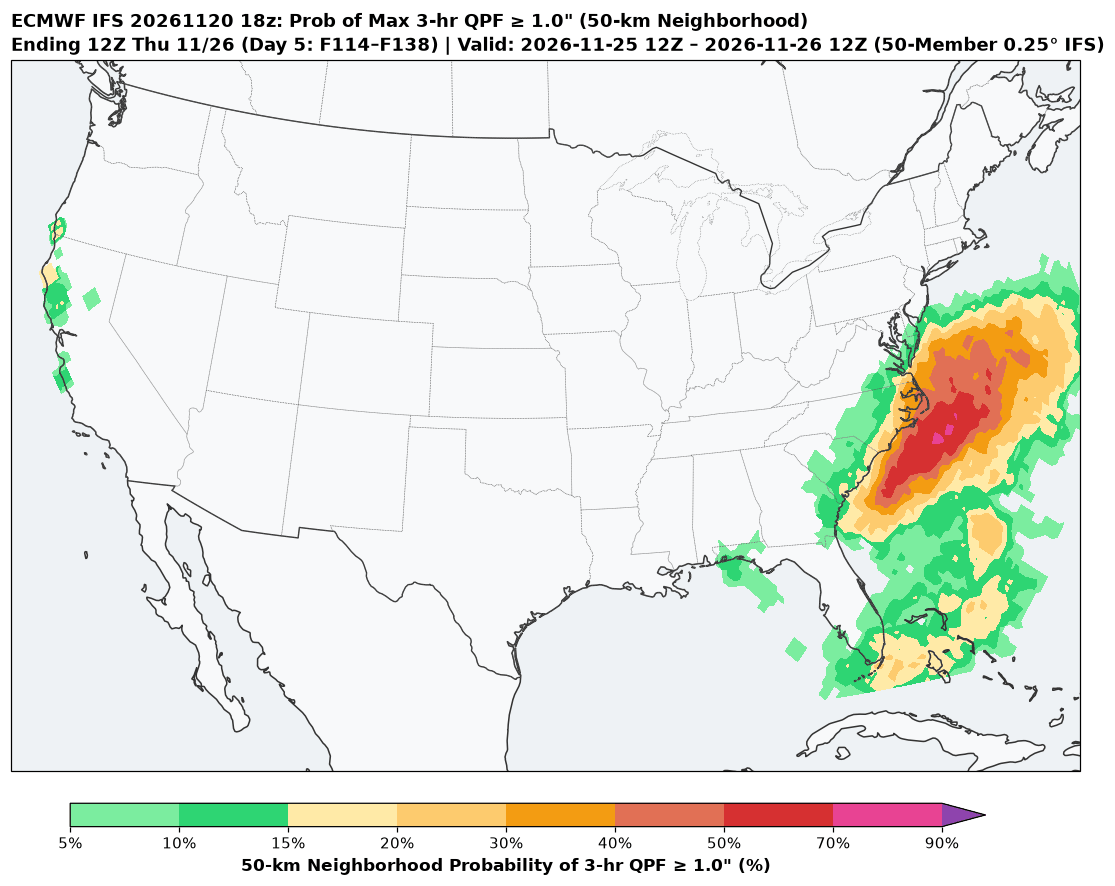 ECMWF IFS 20261120 18z: Prob of Max 3-hr QPF ≥ 1.0" (50-km Neighborhood)
Ending 12Z Thu 11/26 (Day 5: F114–F138) | Valid: 2026-11-25 12Z – 2026-11-26 12Z (50-Member 0.25° IFS)
5% 10% 15% 20% 30% 40% 50% 70% 90%
50-km Neighborhood Probability of 3-hr QPF ≥ 1.0" (%)